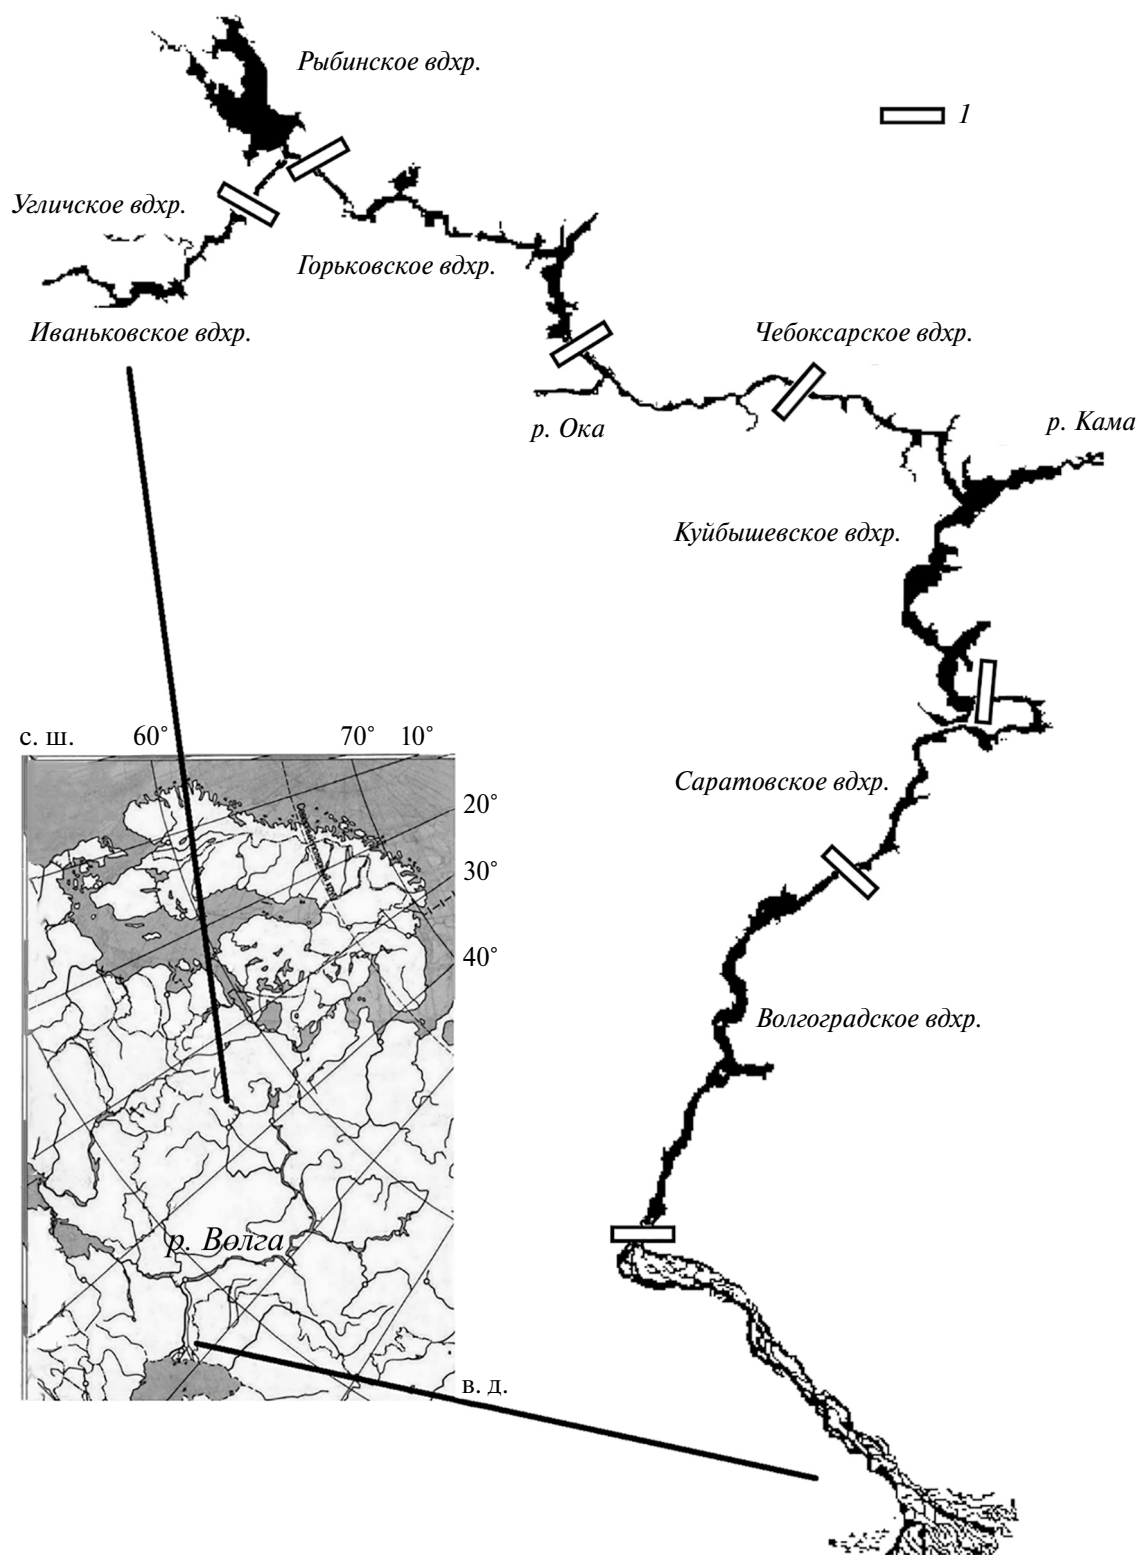 Рыбинское вдхр.
1
Угличское вдхр.
Горьковское вдхр.
Иваньковское вдхр.
Чебоксарское вдхр.
р. Ока
р. Кама
Куйбышевское вдхр.
с. ш. 60° 70° 10°
Саратовское вдхр.
20°
30°
40°
Волгоградское вдхр.
р. Волга
в. д.